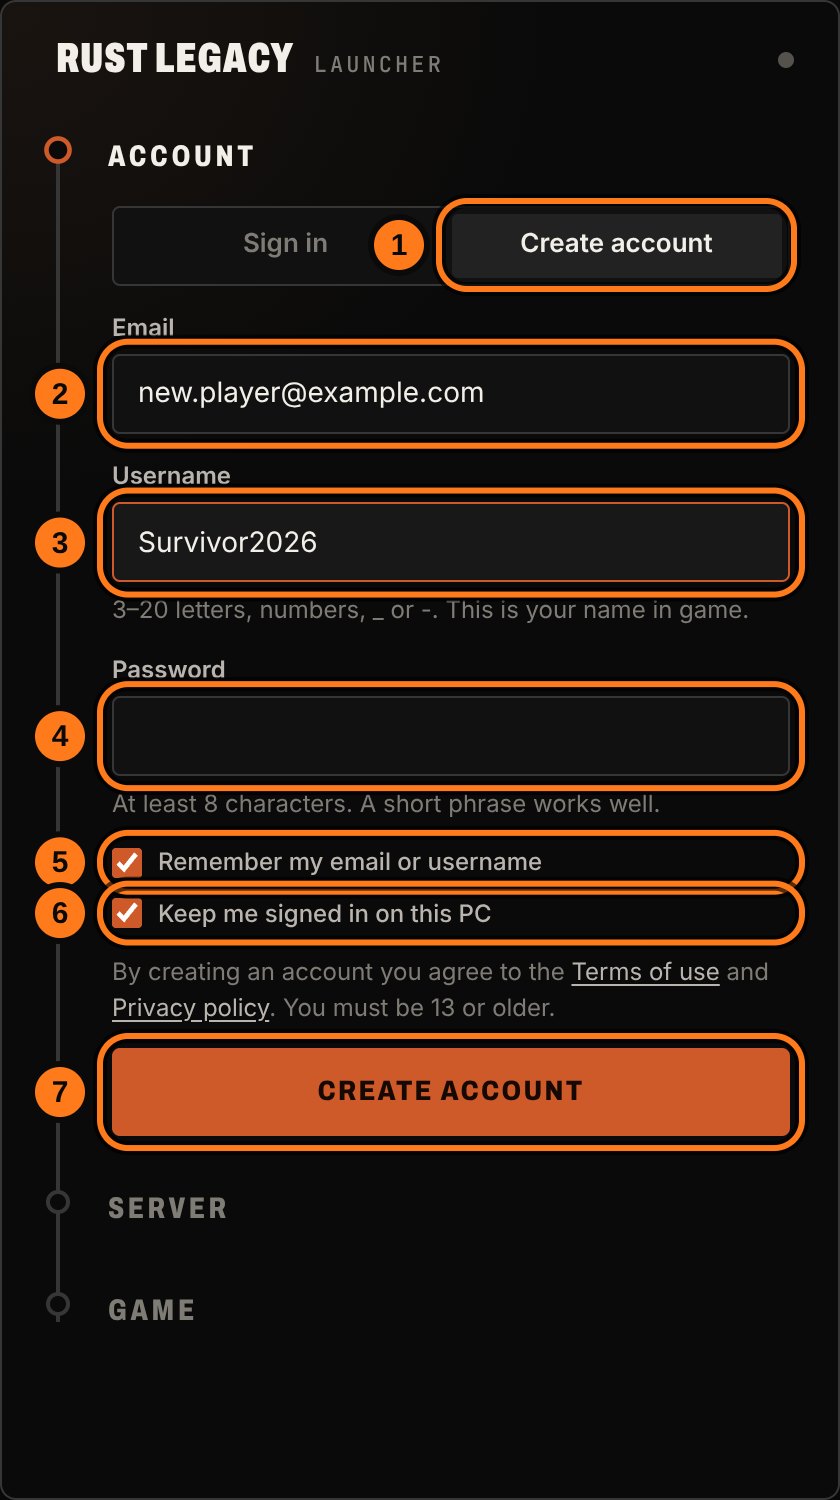 RUST LEGACY LAUNCHER
ACCOUNT
Sign in 1 Create account
Email
2 new.player@example.com
Username
3 Survivor2026
3–20 letters, numbers, _ or -. This is your name in game.
Password
4
At least 8 characters. A short phrase works well.
5 Remember my email or username
6 Keep me signed in on this PC
By creating an account you agree to the Terms of use and
Privacy policy. You must be 13 or older.
7 CREATE ACCOUNT
SERVER
GAME